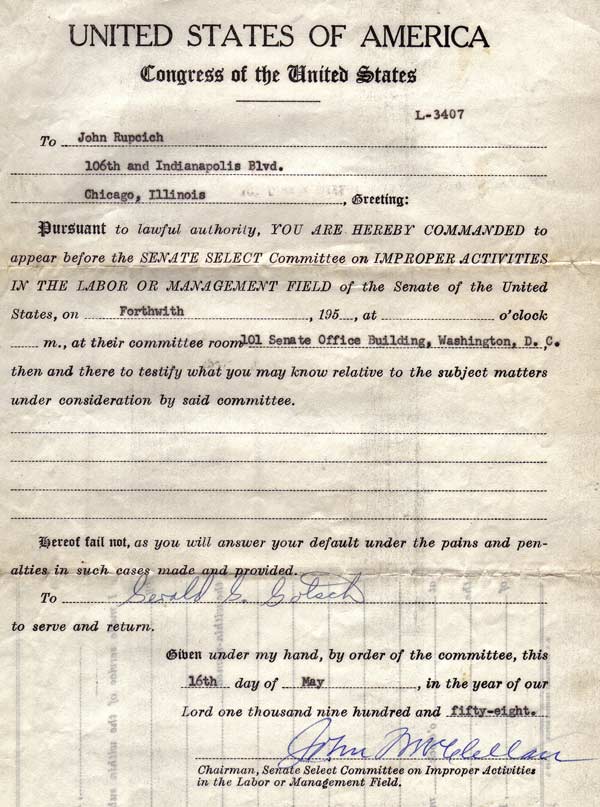 UNITED STATES OF AMERICA
Congress of the United States
L-3407
To John Rupcich
106th and Indianapolis Blvd.
Chicago, Illinois, Greeting:
Pursuant to lawful authority, YOU ARE HEREBY COMMANDED to
appear before the SENATE SELECT Committee on IMPROPER ACTIVITIES
IN THE LABOR OR MANAGEMENT FIELD of the Senate of the United
States, on Forthwith, 195, at o'clock
m., at their committee room 101 Senate Office Building, Washington, D. C.,
then and there to testify what you may know relative to the subject matters
under consideration by said committee.
Hereof fail not, as you will answer your default under the pains and pen-
alties in such cases made and provided.
To Gerald G. Gotsch
to serve and return.
Given under my hand, by order of the committee, this
16th day of May, in the year of our
Lord one thousand nine hundred and fifty-eight.
John McClellan
Chairman, Senate Select Committee on Improper Activities
in the Labor or Management Field.